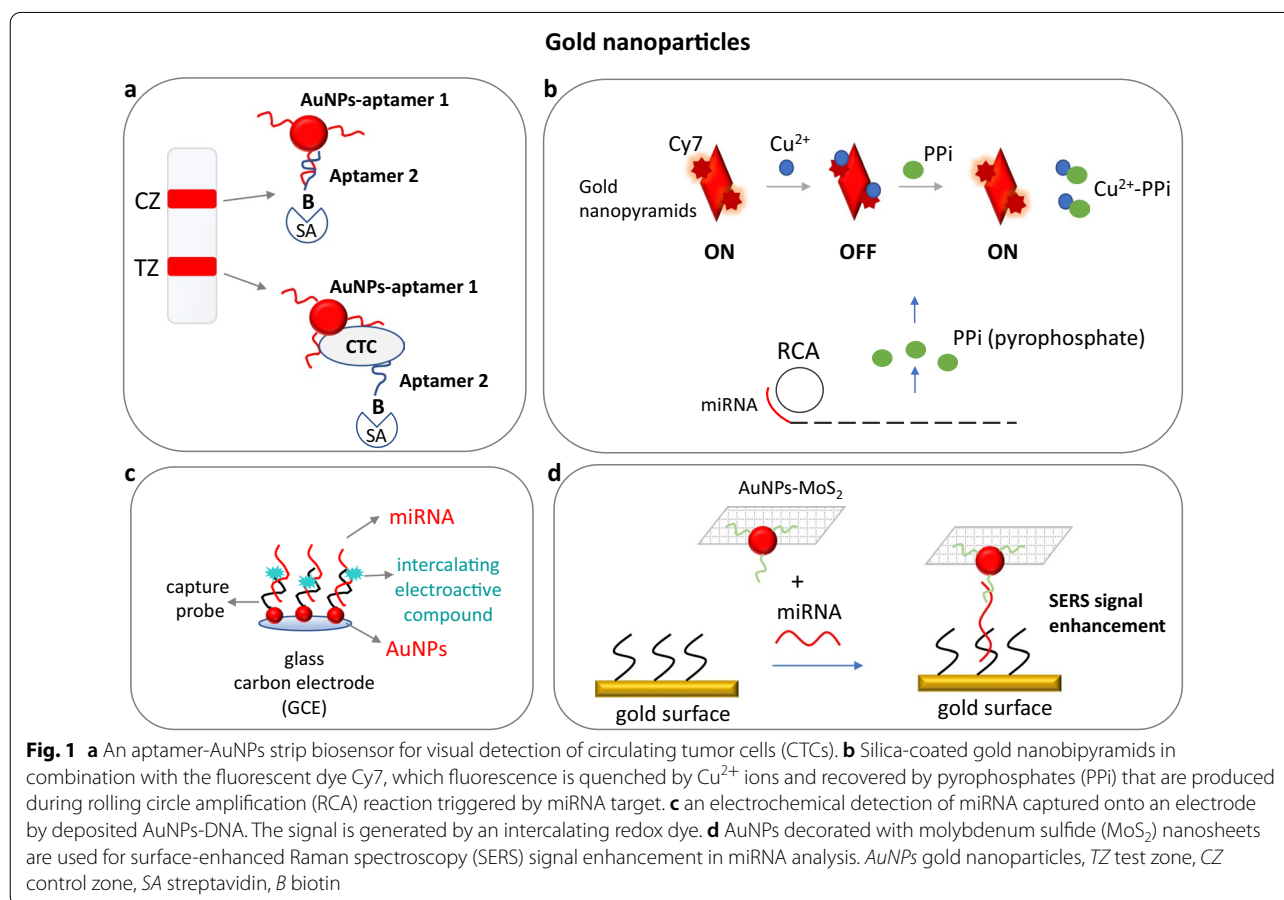 Gold nanoparticles
a
AuNPs-aptamer 1
Aptamer 2
B
SA
CZ
TZ
AuNPs-aptamer 1
CTC
Aptamer 2
B
SA
b
Cy7
Cu²⁺
PPi
Gold
nanopyramids
Cu²⁺-PPi
ON
OFF
ON
PPi (pyrophosphate)
RCA
miRNA
c
miRNA
intercalating
electroactive
compound
capture
probe
AuNPs
glass
carbon electrode
(GCE)
d
AuNPs-MoS₂
+
miRNA
SERS signal
enhancement
gold surface
gold surface
Fig. 1 a An aptamer-AuNPs strip biosensor for visual detection of circulating tumor cells (CTCs). b Silica-coated gold nanobipyramids in
combination with the fluorescent dye Cy7, which fluorescence is quenched by Cu²⁺ ions and recovered by pyrophosphates (PPi) that are produced
during rolling circle amplification (RCA) reaction triggered by miRNA target. c an electrochemical detection of miRNA captured onto an electrode
by deposited AuNPs-DNA. The signal is generated by an intercalating redox dye. d AuNPs decorated with molybdenum sulfide (MoS₂) nanosheets
are used for surface-enhanced Raman spectroscopy (SERS) signal enhancement in miRNA analysis. AuNPs gold nanoparticles, TZ test zone, CZ
control zone, SA streptavidin, B biotin